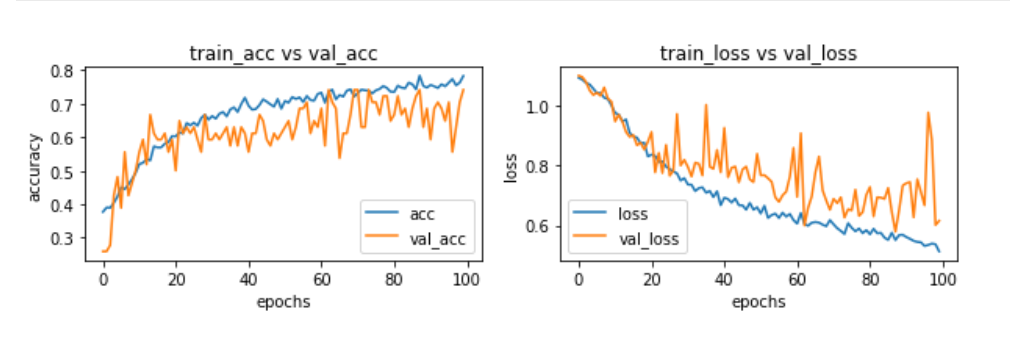 train_acc vs val_acc
0.8
0.7
0.6
0.5
0.4
0.3
accuracy
acc
val_acc
0 20 40 60 80 100
epochs
train_loss vs val_loss
1.0
0.8
0.6
loss
loss
val_loss
0 20 40 60 80 100
epochs